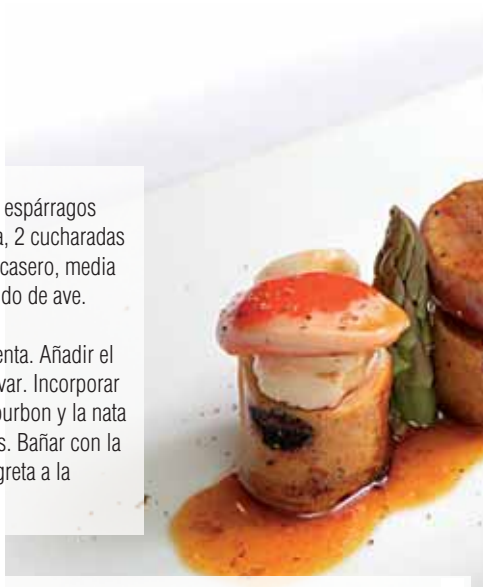 espárragos
, 2 cucharadas
casero, media
do de ave.
enta. Añadir el
var. Incorporar
ourbon y la nata
s. Bañar con la
greta a la